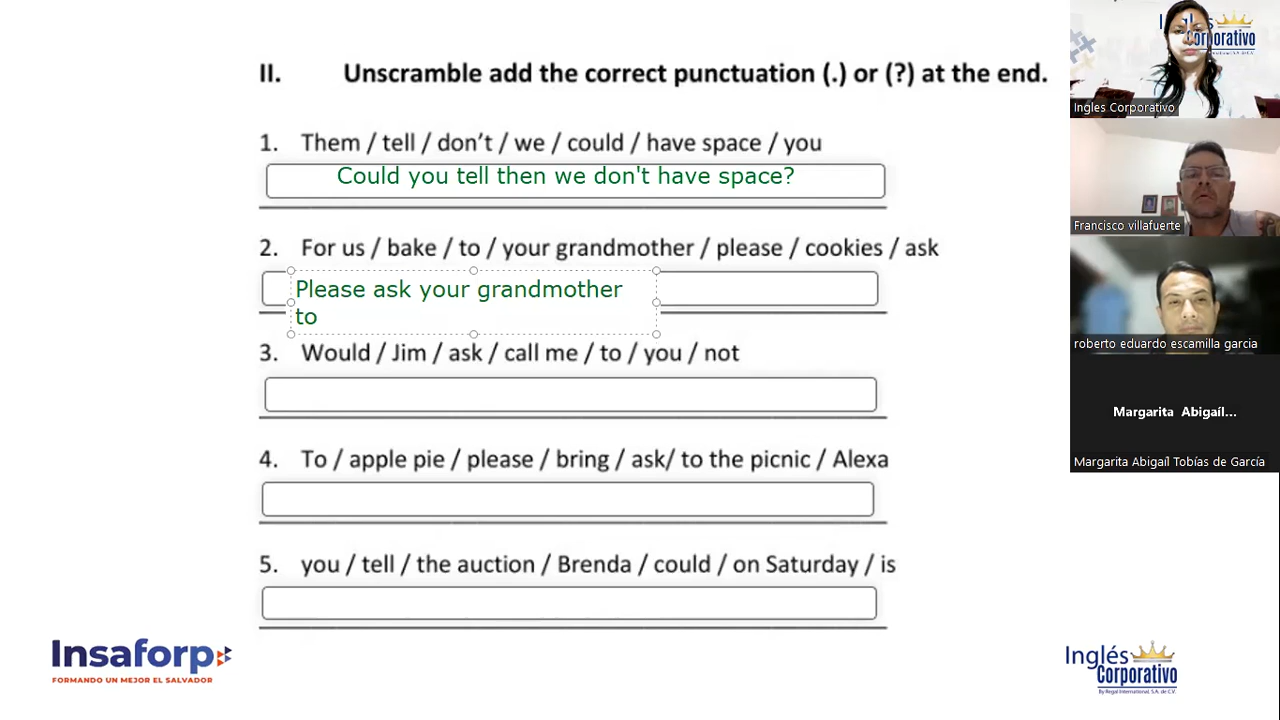 II. Unscramble add the correct punctuation (.) or (?) at the end.
1. Them / tell / don't / we / could / have space / you
Could you tell then we don't have space?
2. For us / bake / to / your grandmother / please / cookies / ask
Please ask your grandmother
to
3. Would / Jim / ask / call me / to / you / not
4. To / apple pie / please / bring / ask/ to the picnic / Alexa
5. you / tell / the auction / Brenda / could / on Saturday / is
Insaforp
FORMANDO UN MEJOR EL SALVADOR
Inglés
Corporativo
By Regal International, S.A. de C.V.
Corporativo
Ingles Corporativo
Francisco villafuerte
roberto eduardo escamilla garcia
Margarita Abigaíl...
Margarita Abigaíl Tobías de García